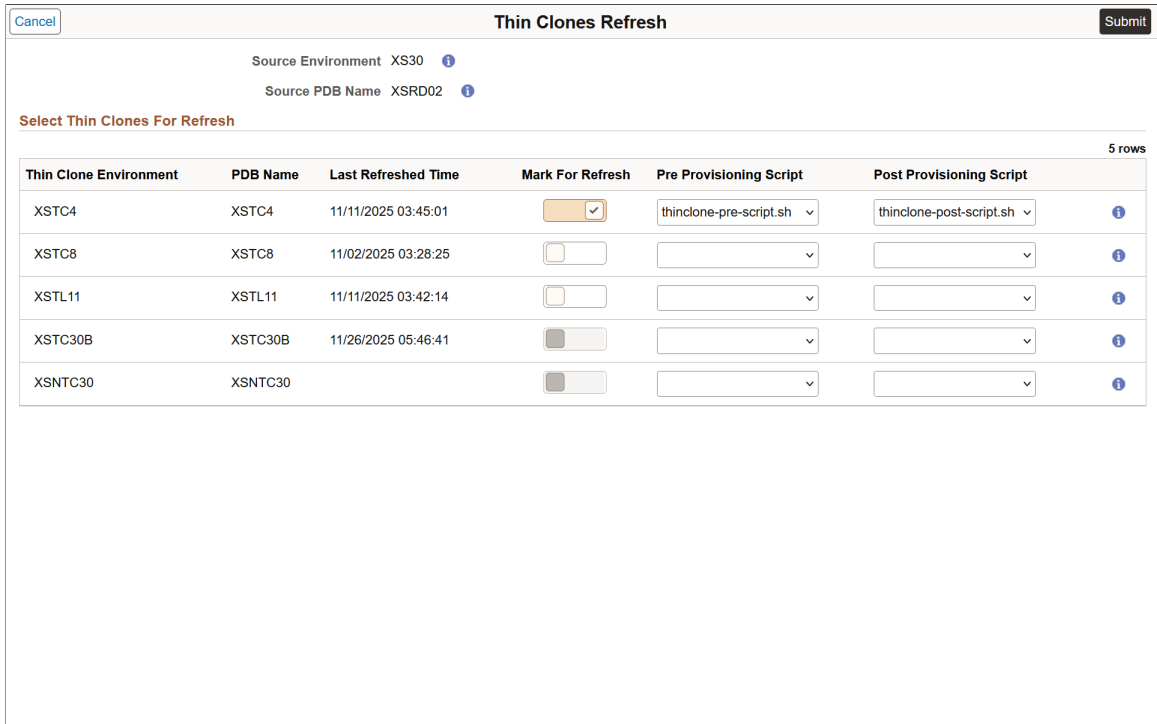 Cancel Thin Clones Refresh Submit
Source Environment XS30
Source PDB Name XSRD02
Select Thin Clones For Refresh
5 rows
Thin Clone Environment PDB Name Last Refreshed Time Mark For Refresh Pre Provisioning Script Post Provisioning Script
XSTC4 XSTC4 11/11/2025 03:45:01 thinclone-pre-script.sh thinclone-post-script.sh
XSTC8 XSTC8 11/02/2025 03:28:25
XSTL11 XSTL11 11/11/2025 03:42:14
XSTC30B XSTC30B 11/26/2025 05:46:41
XSNTC30 XSNTC30